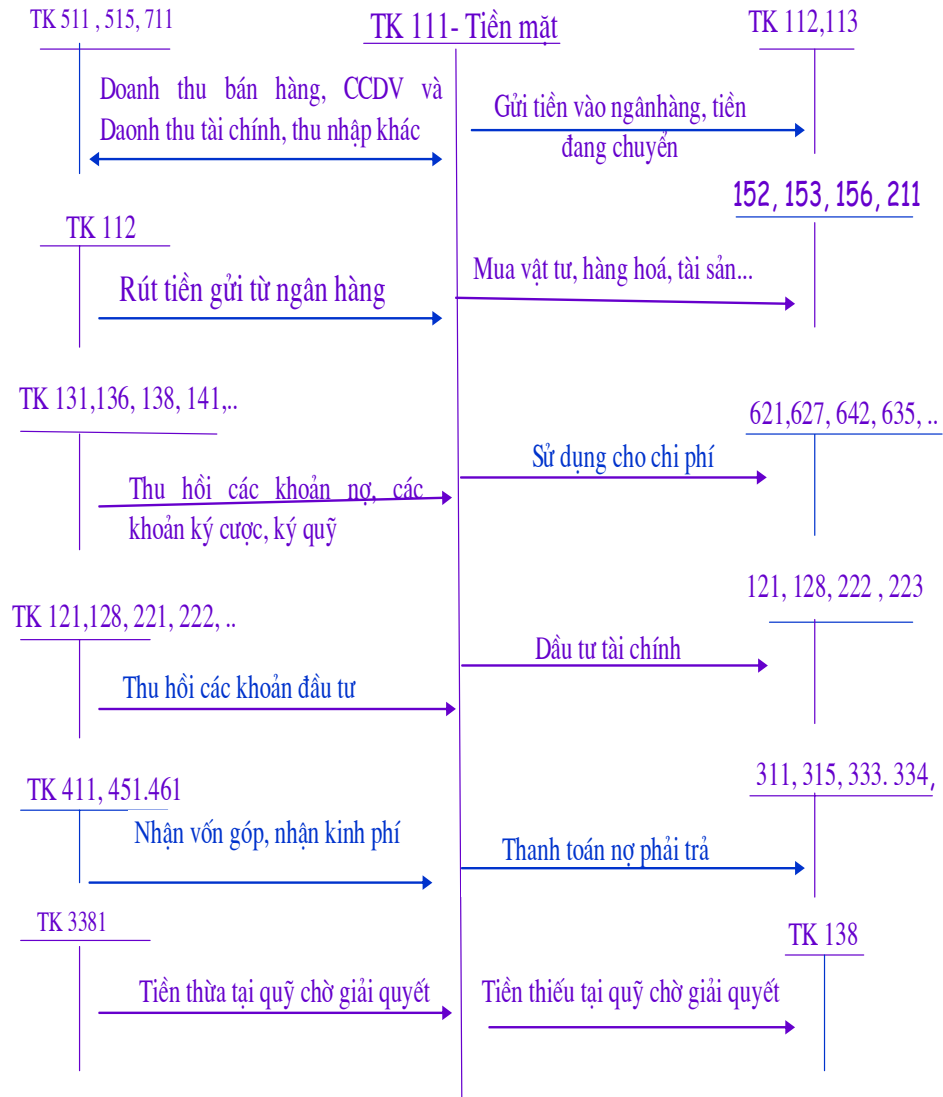 TK 511 , 515, 711
TK 111- Tiền mặt
TK 112,113
Doanh thu bán hàng, CCDV và
Daonh thu tài chính, thu nhập khác
Gửi tiền vào ngânhàng, tiền
đang chuyển
152, 153, 156, 211
TK 112
Rút tiền gửi từ ngân hàng
Mua vật tư, hàng hoá, tài sản...
TK 131,136, 138, 141,..
621,627, 642, 635, ..
Thu hồi các khoản nợ, các
khoản ký cược, ký quỹ
Sử dụng cho chi phí
121, 128, 222 , 223
TK 121,128, 221, 222, ..
Dầu tư tài chính
Thu hồi các khoản đầu tư
311, 315, 333. 334,
TK 411, 451.461
Nhận vốn góp, nhận kinh phí
Thanh toán nợ phải trả
TK 3381
TK 138
Tiền thừa tại quỹ chờ giải quyết
Tiền thiếu tại quỹ chờ giải quyết